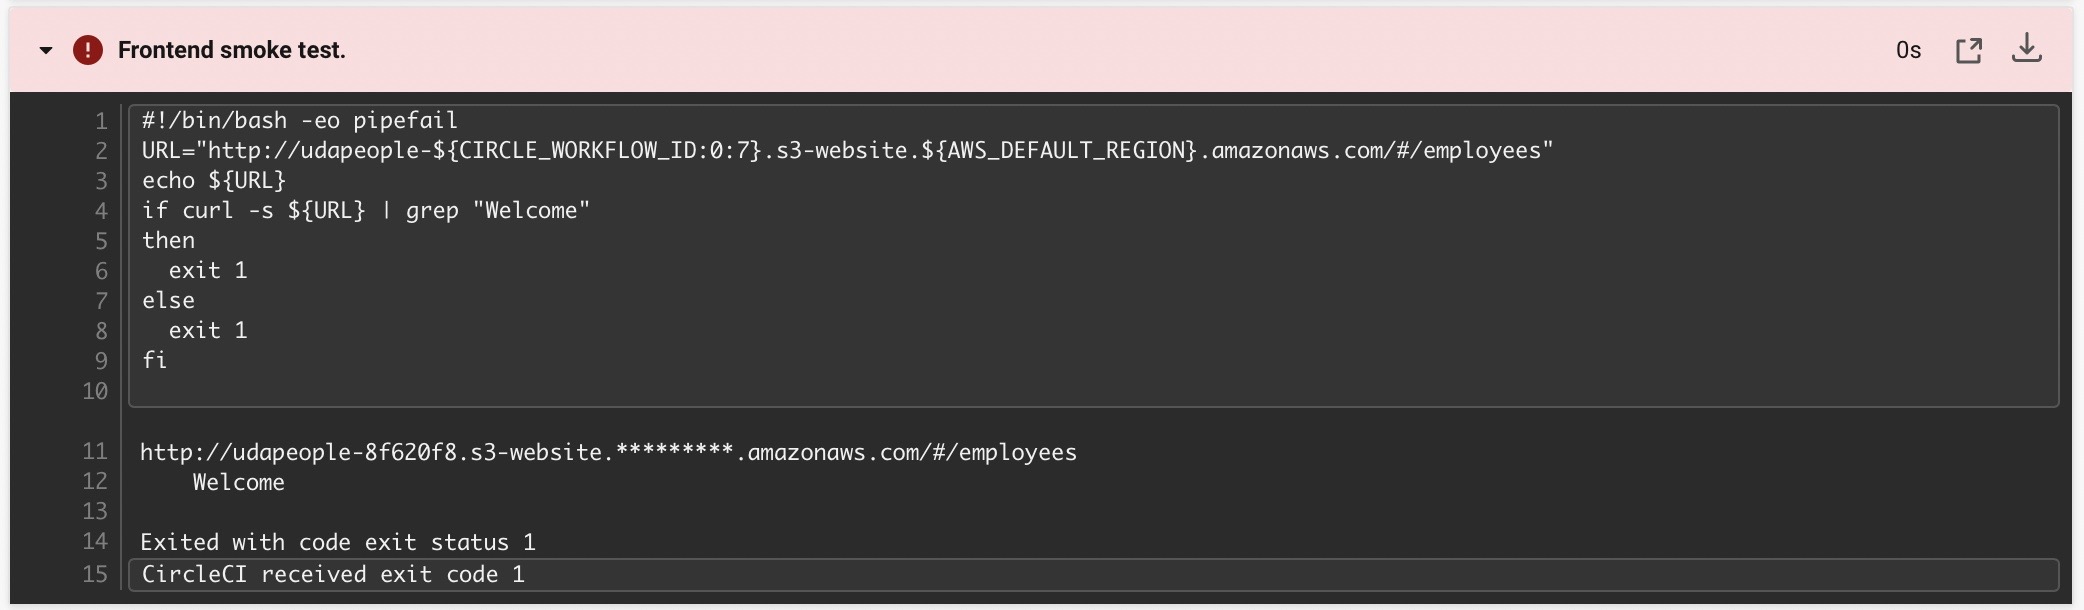 Frontend smoke test.
0s
1 #!/bin/bash -eo pipefail
2 URL="http://udapeople-${CIRCLE_WORKFLOW_ID:0:7}.s3-website.${AWS_DEFAULT_REGION}.amazonaws.com/#/employees"
3 echo ${URL}
4 if curl -s ${URL} | grep "Welcome"
5 then
6   exit 1
7 else
8   exit 1
9 fi
10
11 http://udapeople-8f620f8.s3-website.*********.amazonaws.com/#/employees
12     Welcome
13
14 Exited with code exit status 1
15 CircleCI received exit code 1